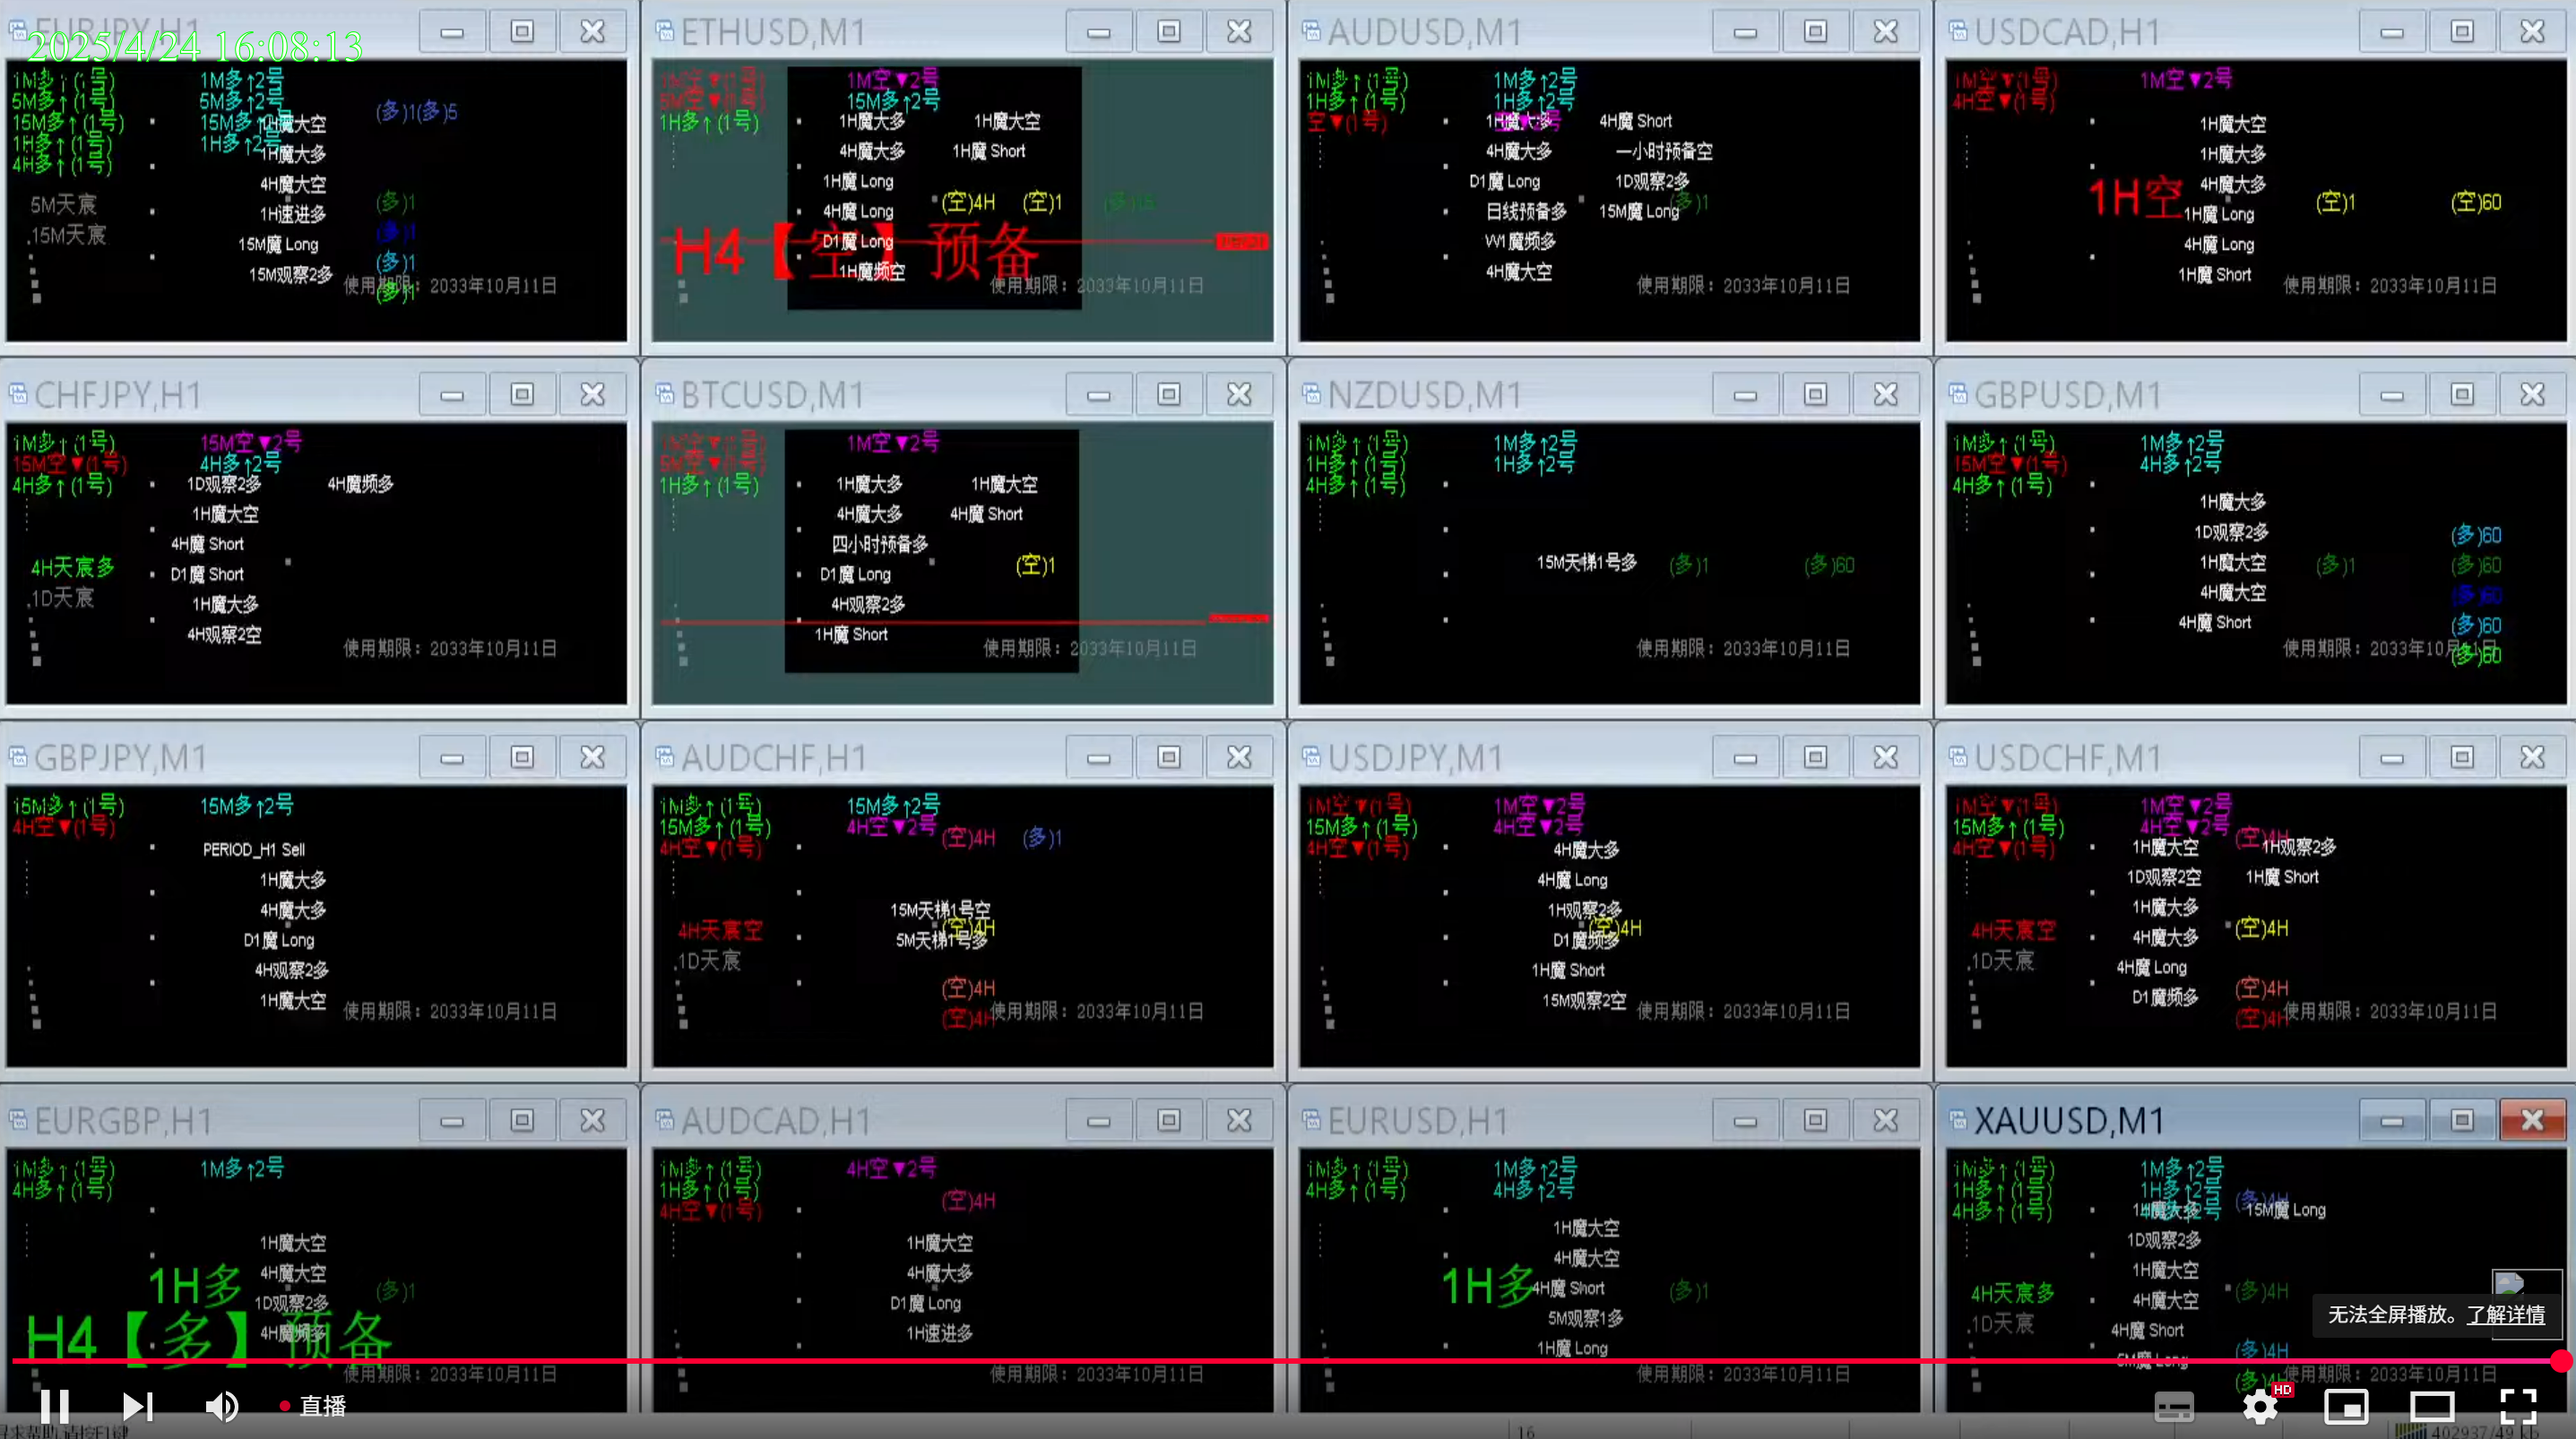 EURJPY,H1
2025/4/24 16:08:13
1M多↑(1号) 1M多↑2号
5M多↑(1号) 5M多↑2号 (多)1(多)5
15M多↑(1号) 15M多↑2号 1H魔大空
1H多↑(1号) 1H多↑2号 1H魔大多
4H多↑(1号)
4H魔大空
5M天宸 1H速进多 (多)1
.15M天宸 15M魔 Long (多)1
15M观察2多 (多)1
使用期限：2033年10月11日
(多)1
ETHUSD,M1
1M空▼(1号) 1M空▼2号
5M空▼(1号) 15M多↑2号
1H多↑(1号) 1H魔大多 1H魔大空
4H魔大多 1H魔 Short
1H魔 Long
4H魔 Long (空)4H (空)1 (多)15
H4【空】预备
D1魔 Long
1H魔频空
使用期限：2033年10月11日
AUDUSD,M1
1M多↑(1号) 1M多↑2号
1H多↑(1号) 1H多↑2号
空▼(1号) 1H魔大多 4H魔 Short
4H魔大多 一小时预备空
D1魔 Long 1D观察2多
日线预备多 15M魔 Long (多)1
W1魔频多
4H魔大空
使用期限：2033年10月11日
USDCAD,H1
1M空▼(1号) 1M空▼2号
4H空▼(1号)
1H魔大空
1H魔大多
1H空 4H魔大多 (空)1 (空)60
1H魔 Long
4H魔 Long
1H魔 Short
使用期限：2033年10月11日
CHFJPY,H1
1M多↑(1号) 15M空▼2号
15M空▼(1号) 4H多↑2号
4H多↑(1号) 1D观察2多 4H魔频多
1H魔大空
4H魔 Short
4H天宸多 D1魔 Short
.1D天宸 1H魔大多
4H观察2空
使用期限：2033年10月11日
BTCUSD,M1
1M空▼2号
5M空▼(1号)
1H多↑(1号) 1H魔大多 1H魔大空
4H魔大多 4H魔 Short
四小时预备多
D1魔 Long (空)1
4H观察2多
1H魔 Short
使用期限：2033年10月11日
NZDUSD,M1
1M多↑(1号) 1M多↑2号
1H多↑(1号) 1H多↑2号
4H多↑(1号)
15M天梯1号多 (多)1 (多)60
使用期限：2033年10月11日
GBPUSD,M1
1M多↑(1号) 1M多↑2号
15M空▼(1号) 4H多↑2号
4H多↑(1号) 1H魔大多
1D观察2多 (多)60
1H魔大空 (多)1 (多)60
4H魔大空 (多)60
4H魔 Short (多)60
使用期限：2033年10月11日
(多)60
GBPJPY,M1
15M多↑(1号) 15M多↑2号
4H空▼(1号)
PERIOD_H1 Sell
1H魔大多
4H魔大多
D1魔 Long
4H观察2多
1H魔大空
使用期限：2033年10月11日
AUDCHF,H1
1M多↑(1号) 15M多↑2号
15M多↑(1号) 4H空▼2号 (空)4H (多)1
4H空▼(1号)
15M天梯1号空
4H天宸空 (空)4H
5M天梯1号多
.1D天宸
(空)4H
(空)4H
使用期限：2033年10月11日
USDJPY,M1
1M空▼(1号) 1M空▼2号
15M多↑(1号) 4H空▼2号
4H空▼(1号) 4H魔大多
4H魔 Long
1H观察2多
(空)4H
D1魔频多
1H魔 Short
15M观察2空
使用期限：2033年10月11日
USDCHF,M1
1M空▼(1号) 1M空▼2号
15M多↑(1号) 4H空▼2号 (空)4H
4H空▼(1号) 1H魔大空 1H观察2多
1D观察2空 1H魔 Short
1H魔大多
4H天宸空 4H魔大多 (空)4H
.1D天宸 4H魔 Long
D1魔频多 (空)4H
(空)4H
使用期限：2033年10月11日
EURGBP,H1
1M多↑(1号) 1M多↑2号
4H多↑(1号)
1H魔大空
1H多 4H魔大空 (多)1
1D观察2多
H4【多】预备
4H魔频多
使用期限：2033年10月11日
AUDCAD,H1
1M多↑(1号) 4H空▼2号
1H多↑(1号) (空)4H
4H空▼(1号)
1H魔大空
4H魔大多
D1魔 Long
1H速进多
使用期限：2033年10月11日
EURUSD,H1
1M多↑(1号) 1M多↑2号
4H多↑(1号) 4H多↑2号
1H魔大空
4H魔大空
1H多 4H魔 Short (多)1
5M观察1多
1H魔 Long
使用期限：2033年10月11日
XAUUSD,M1
1M多↑(1号) 1M多↑2号
1H多↑(1号) 1H多↑2号 (多)4H
4H多↑(1号) 1H魔大多 15M魔 Long
1D观察2多
1H魔大空
4H天宸多 4H魔大空 (多)4H
.1D天宸 4H魔 Short
5M魔 Long (多)4H
使用期限：2033年10月11日
(多)4H
无法全屏播放。了解详情
直播
HD
16
402937/49 kb